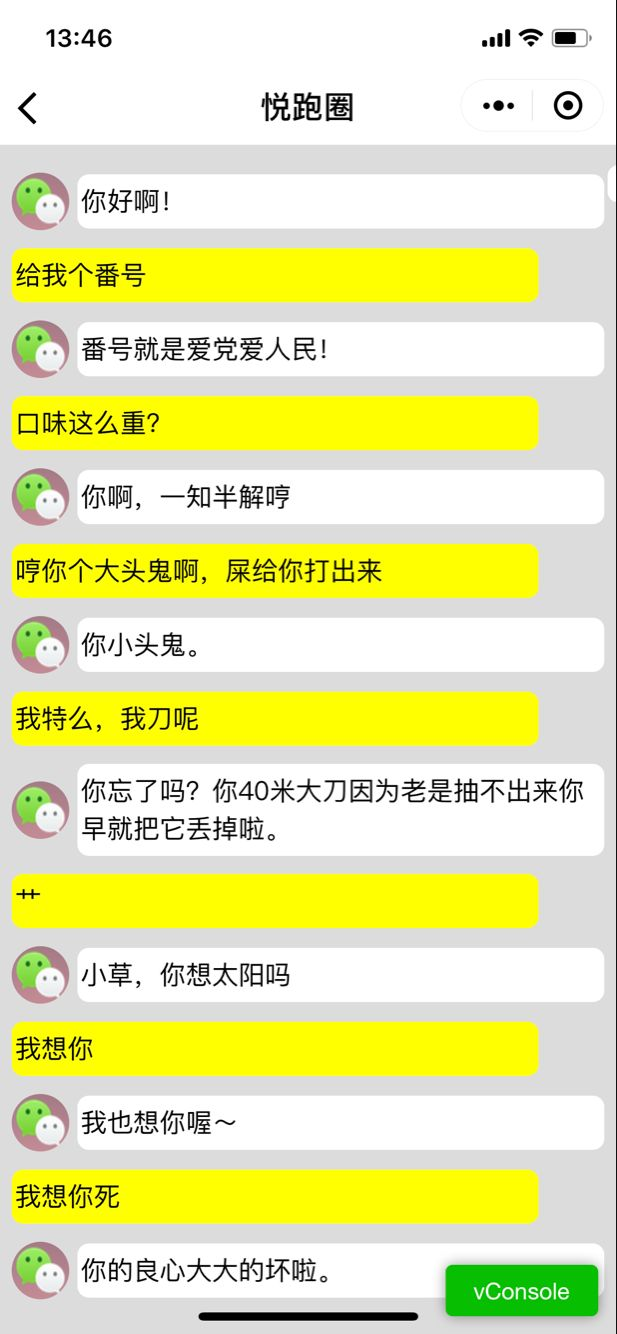 13:46
悦跑圈
你好啊！
给我个番号
番号就是爱党爱人民！
口味这么重？
你啊，一知半解哼
哼你个大头鬼啊，屎给你打出来
你小头鬼。
我特么，我刀呢
你忘了吗？你40米大刀因为老是抽不出来你
早就把它丢掉啦。
艹
小草，你想太阳吗
我想你
我也想你喔～
我想你死
你的良心大大的坏啦。
vConsole